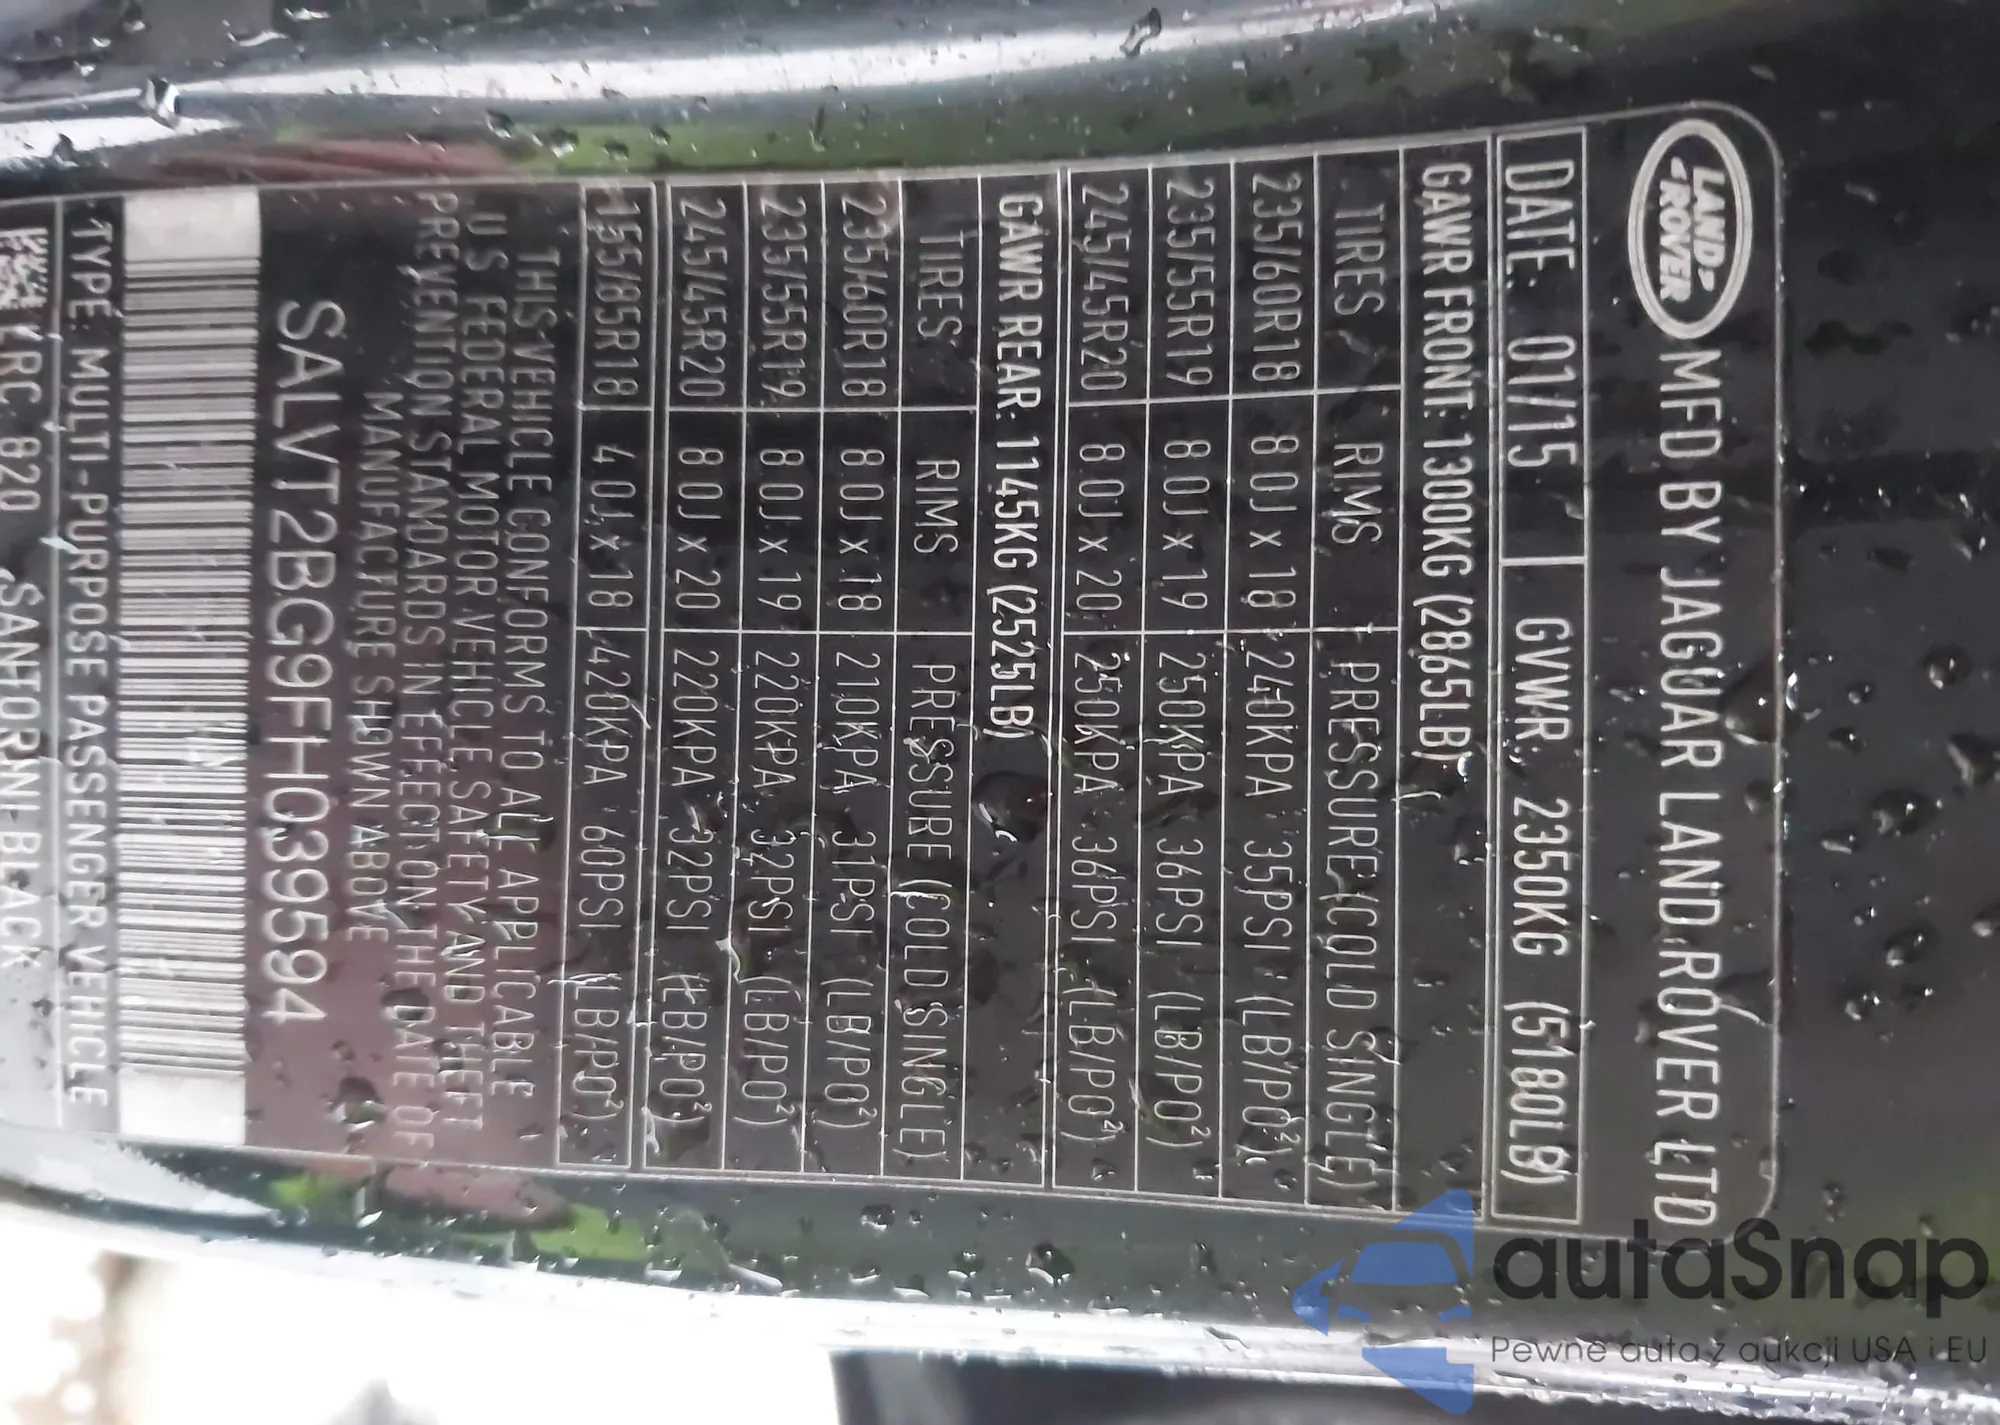 LAND-
-ROVER
MFD BY JAGUAR LAND ROVER LTD
DATE: 01/15 GVWR: 2350KG (5180LB)
GAWR FRONT: 1300KG (2865LB)
TIRES RIMS PRESSURE (COLD SINGLE)
235/60R18 8.0J x 18 240KPA 35PSI (LB/PO²)
235/55R19 8.0J x 19 250KPA 36PSI (LB/PO²)
245/45R20 8.0J x 20 250KPA 36PSI (LB/PO²)
GAWR REAR: 1145KG (2525LB)
TIRES RIMS PRESSURE (COLD SINGLE)
235/60R18 8.0J x 18 210KPA 31PSI (LB/PO²)
235/55R19 8.0J x 19 220KPA 32PSI (LB/PO²)
245/45R20 8.0J x 20 220KPA 32PSI (LB/PO²)
155/85R18 4.0J x 18 420KPA 60PSI (LB/PO²)
THIS VEHICLE CONFORMS TO ALL APPLICABLE
U.S. FEDERAL MOTOR VEHICLE SAFETY AND THEFT
PREVENTION STANDARDS IN EFFECT ON THE DATE OF
MANUFACTURE SHOWN ABOVE
SALVT2BG9FH039594
TYPE: MULTI-PURPOSE PASSENGER VEHICLE
LRC 820 SANTORINI BLACK
autaSnap
Pewne auta z aukcji USA i EU